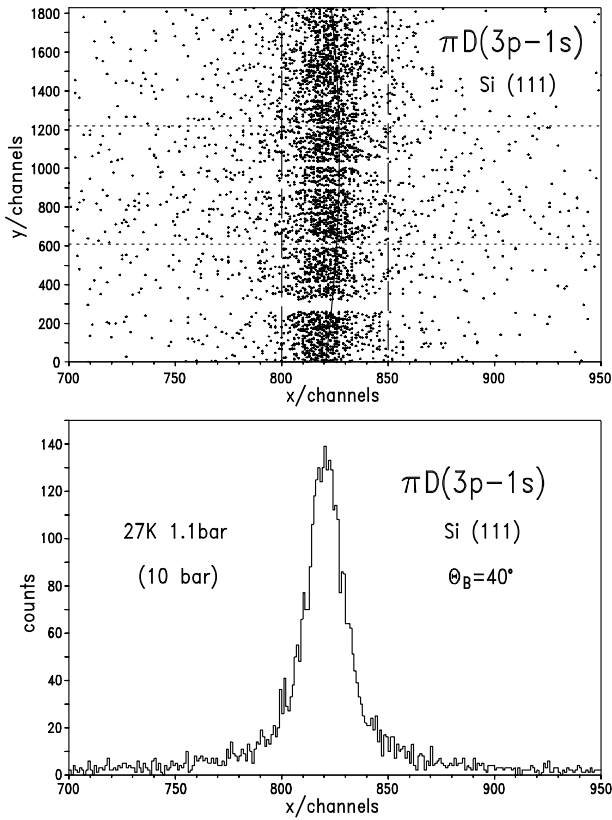 1800
1600
1400
1200
1000
800
600
400
200
0
y/channels
πD(3p−1s)
Si (111)
700 750 800 850 900 950
x/channels
140
120
100
80
60
40
20
0
counts
πD(3p−1s)
27K 1.1bar
Si (111)
(10 bar)
Θ_B=40°
700 750 800 850 900 950
x/channels